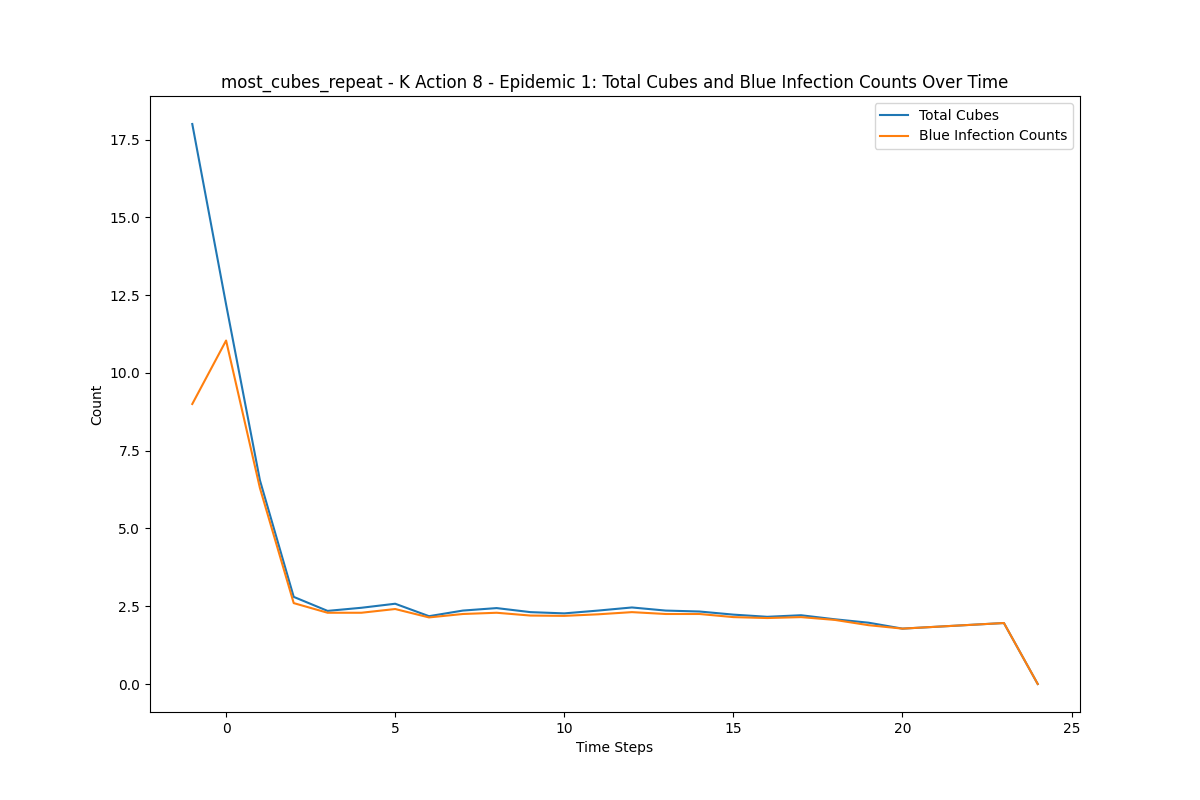 most_cubes_repeat - K Action 8 - Epidemic 1: Total Cubes and Blue Infection Counts Over Time
Total Cubes
Blue Infection Counts
17.5
15.0
12.5
10.0
7.5
5.0
2.5
0.0
Count
0 5 10 15 20 25
Time Steps